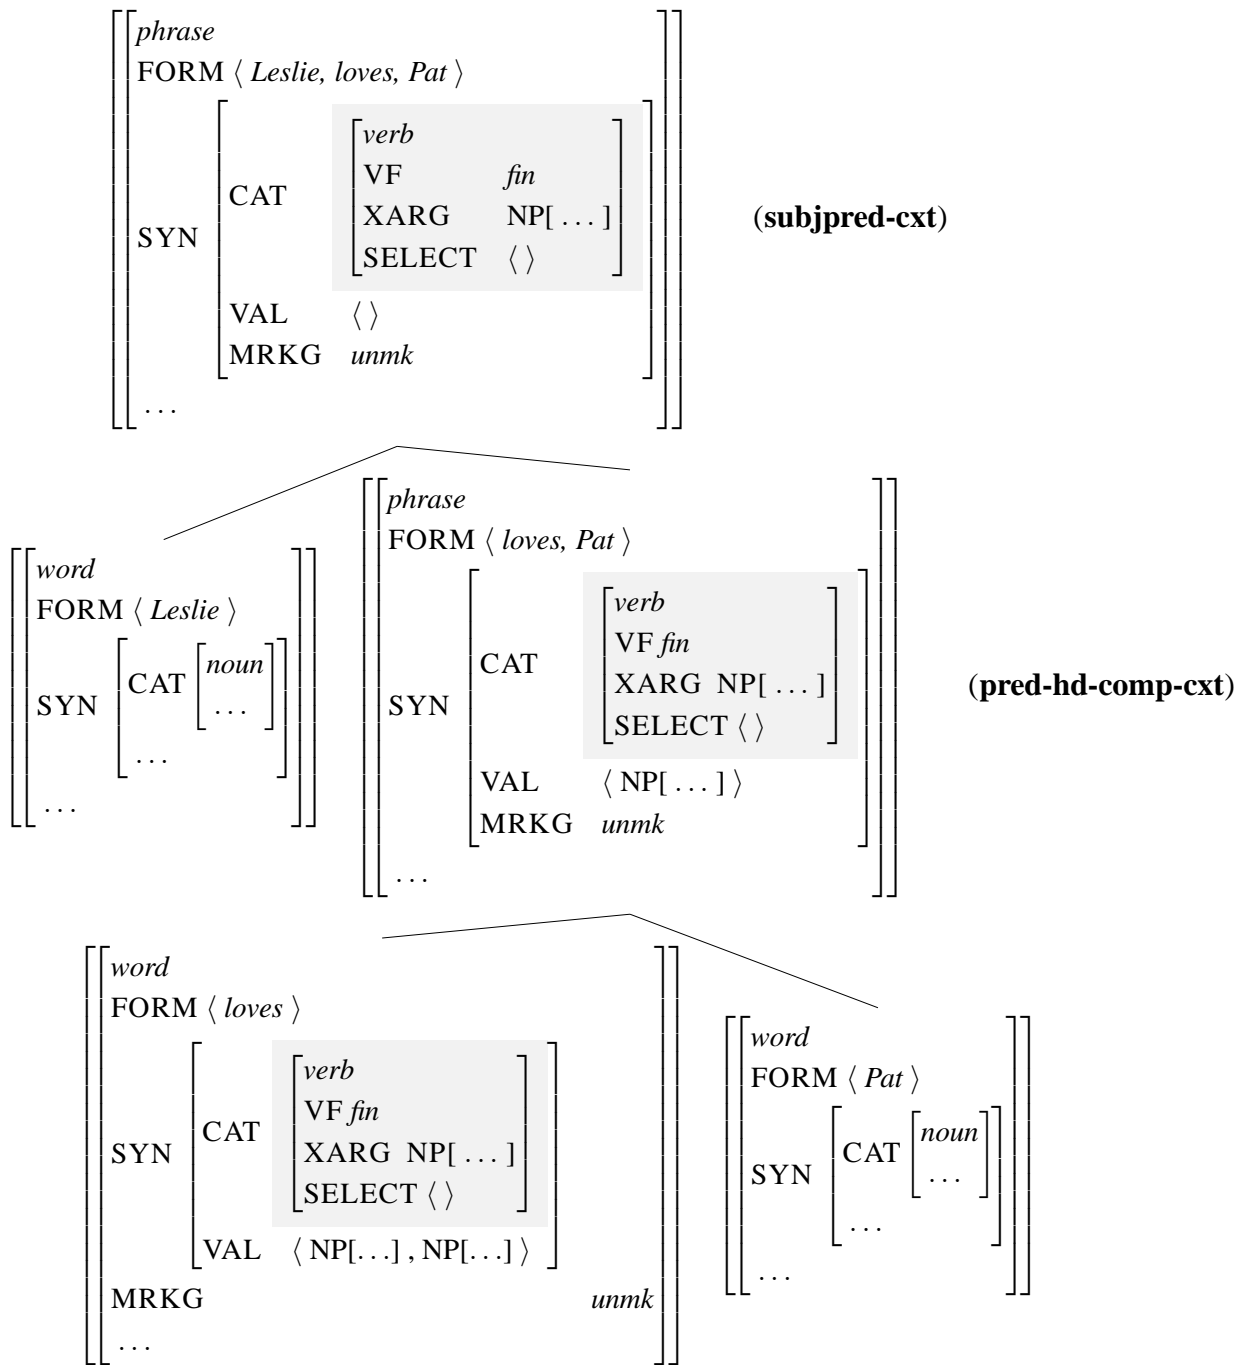 phrase
FORM ⟨ Leslie, loves, Pat ⟩
verb
VF fin
CAT
XARG NP[ ... ]
SYN
SELECT ⟨ ⟩
(subjpred-cxt)
VAL ⟨ ⟩
MRKG unmk
...
word
FORM ⟨ Leslie ⟩
SYN CAT noun
...
...
...
phrase
FORM ⟨ loves, Pat ⟩
verb
VF fin
CAT
XARG NP[ ... ]
SYN
SELECT ⟨ ⟩
(pred-hd-comp-cxt)
VAL ⟨ NP[ ... ] ⟩
MRKG unmk
...
word
FORM ⟨ loves ⟩
verb
VF fin
CAT
SYN
XARG NP[ ... ]
SELECT ⟨ ⟩
VAL ⟨ NP[...] , NP[...] ⟩
MRKG unmk
...
word
FORM ⟨ Pat ⟩
SYN CAT noun
...
...
...